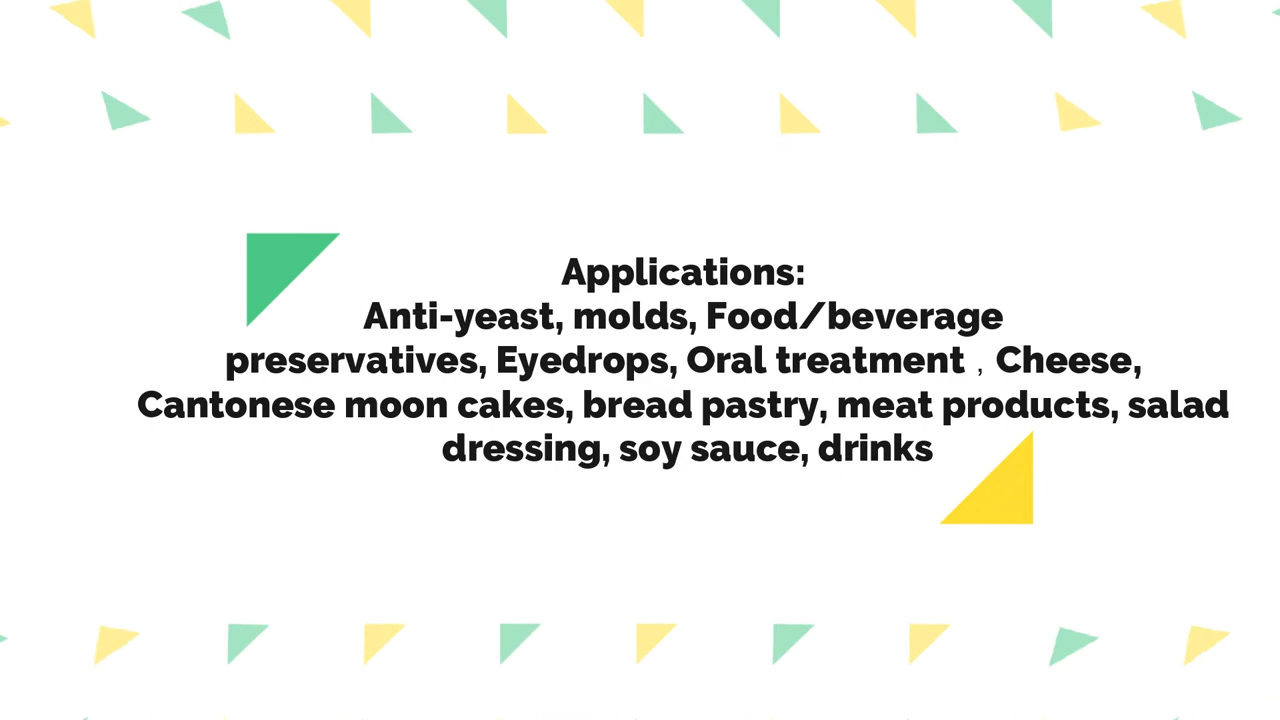 Applications:
Anti-yeast, molds, Food/beverage
preservatives, Eyedrops, Oral treatment , Cheese,
Cantonese moon cakes, bread pastry, meat products, salad
dressing, soy sauce, drinks